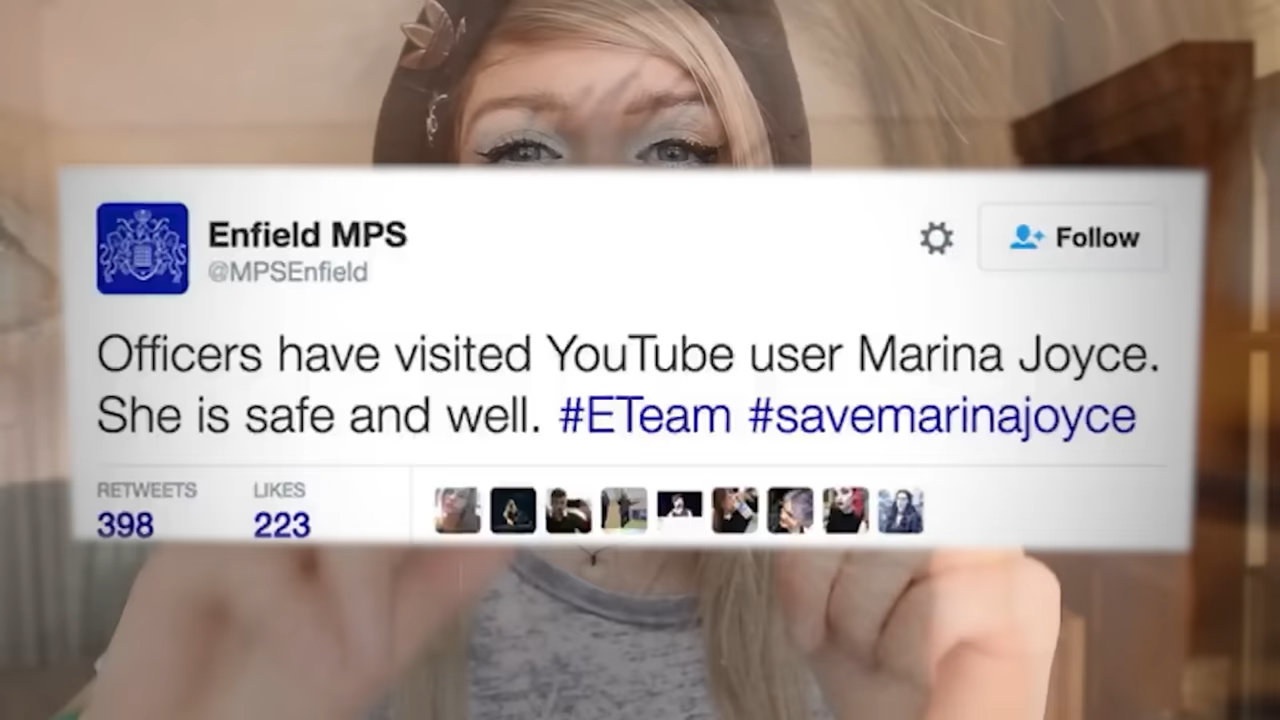 Enfield MPS
@MPSEnfield
Follow
Officers have visited YouTube user Marina Joyce.
She is safe and well. #ETeam #savemarinajoyce
RETWEETS
LIKES
398
223